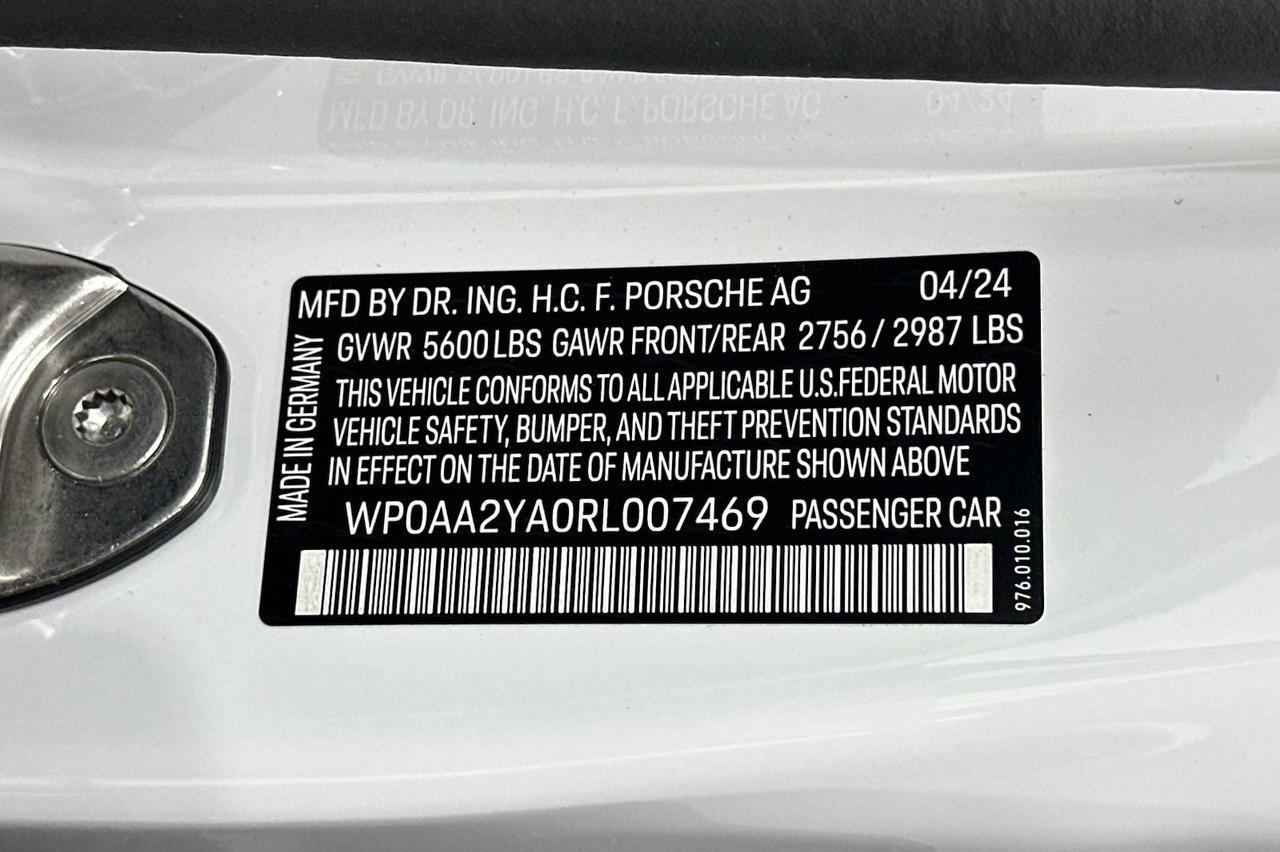 MFD BY DR. ING. H.C. F. PORSCHE AG 04/24
GVWR 5600 LBS GAWR FRONT/REAR 2756 / 2987 LBS
THIS VEHICLE CONFORMS TO ALL APPLICABLE U.S.FEDERAL MOTOR
VEHICLE SAFETY, BUMPER, AND THEFT PREVENTION STANDARDS
IN EFFECT ON THE DATE OF MANUFACTURE SHOWN ABOVE
WP0AA2YA0RL007469 PASSENGER CAR
MADE IN GERMANY
976.010.016